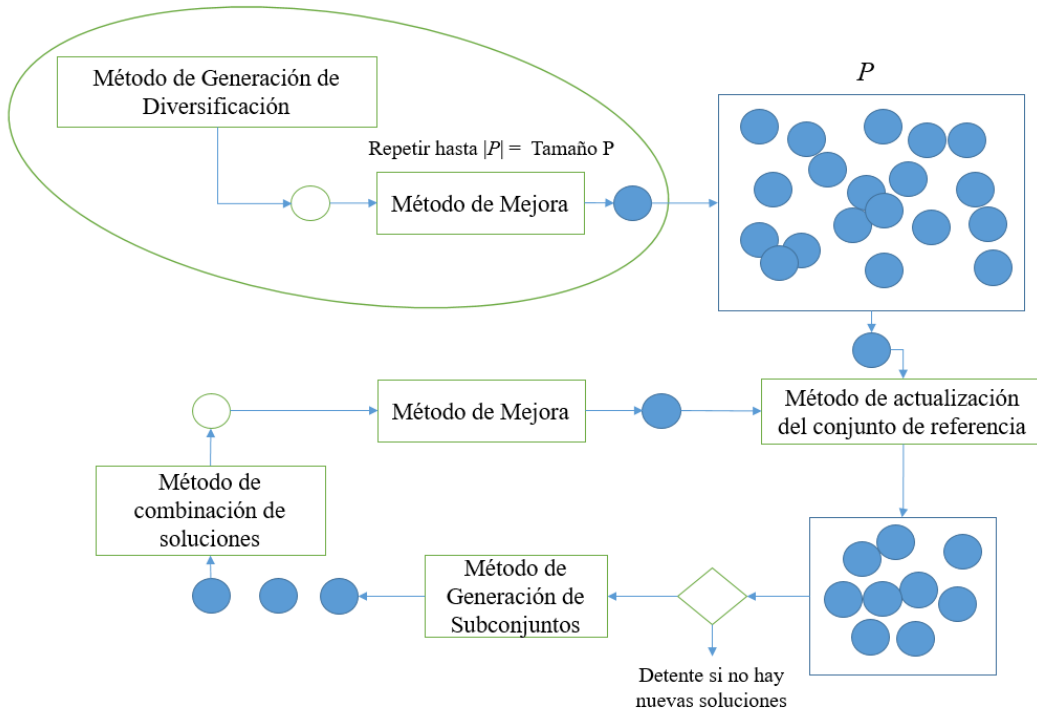 Método de Generación de
Diversificación
Repetir hasta |P| = Tamaño P
Método de Mejora
P
Método de Mejora
Método de actualización
del conjunto de referencia
Método de
combinación de
soluciones
Método de
Generación de
Subconjuntos
Detente si no hay
nuevas soluciones